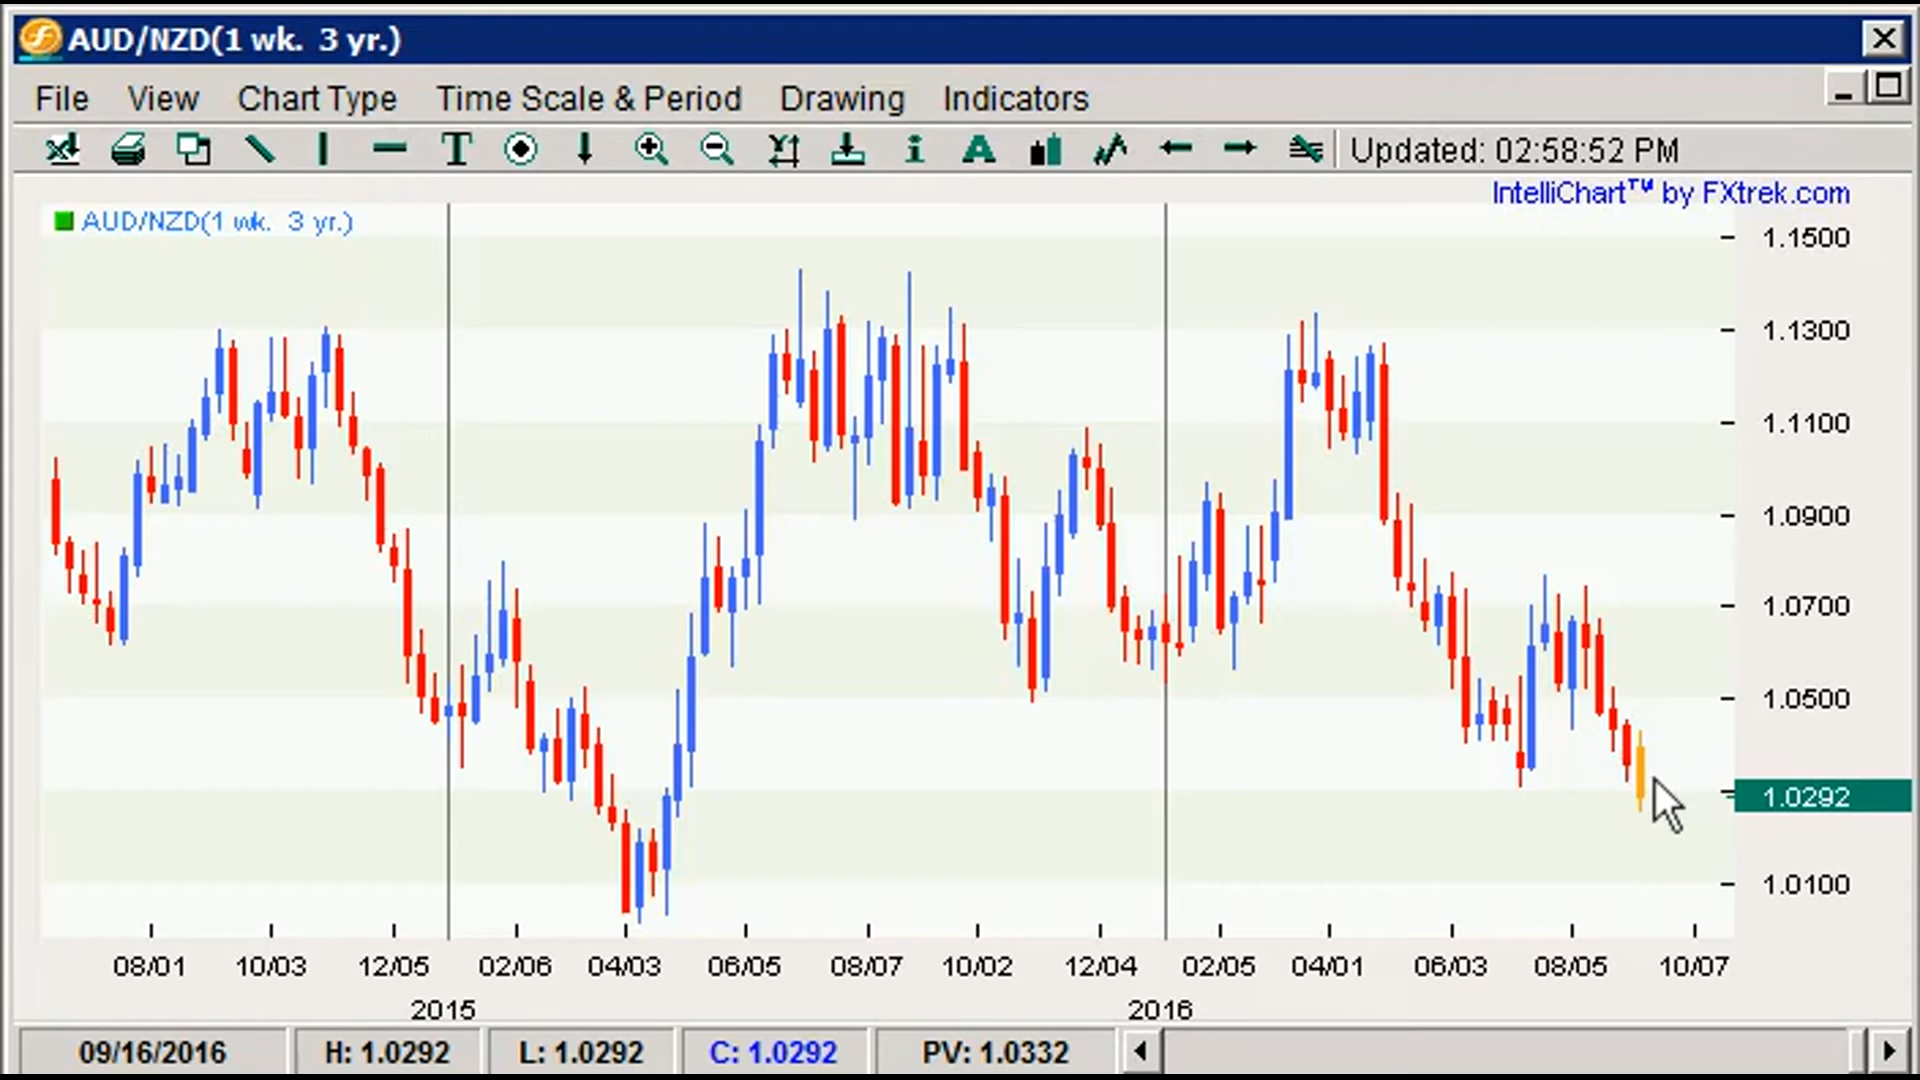 AUD/NZD(1 wk. 3 yr.)
File View Chart Type Time Scale & Period Drawing Indicators
T i A Updated: 02:58:52 PM
IntelliChart™ by FXtrek.com
AUD/NZD(1 wk. 3 yr.)
1.1500
1.1300
1.1100
1.0900
1.0700
1.0500
1.0292
1.0100
08/01 10/03 12/05 02/06 04/03 06/05 08/07 10/02 12/04 02/05 04/01 06/03 08/05 10/07
2015 2016
09/16/2016 H: 1.0292 L: 1.0292 C: 1.0292 PV: 1.0332